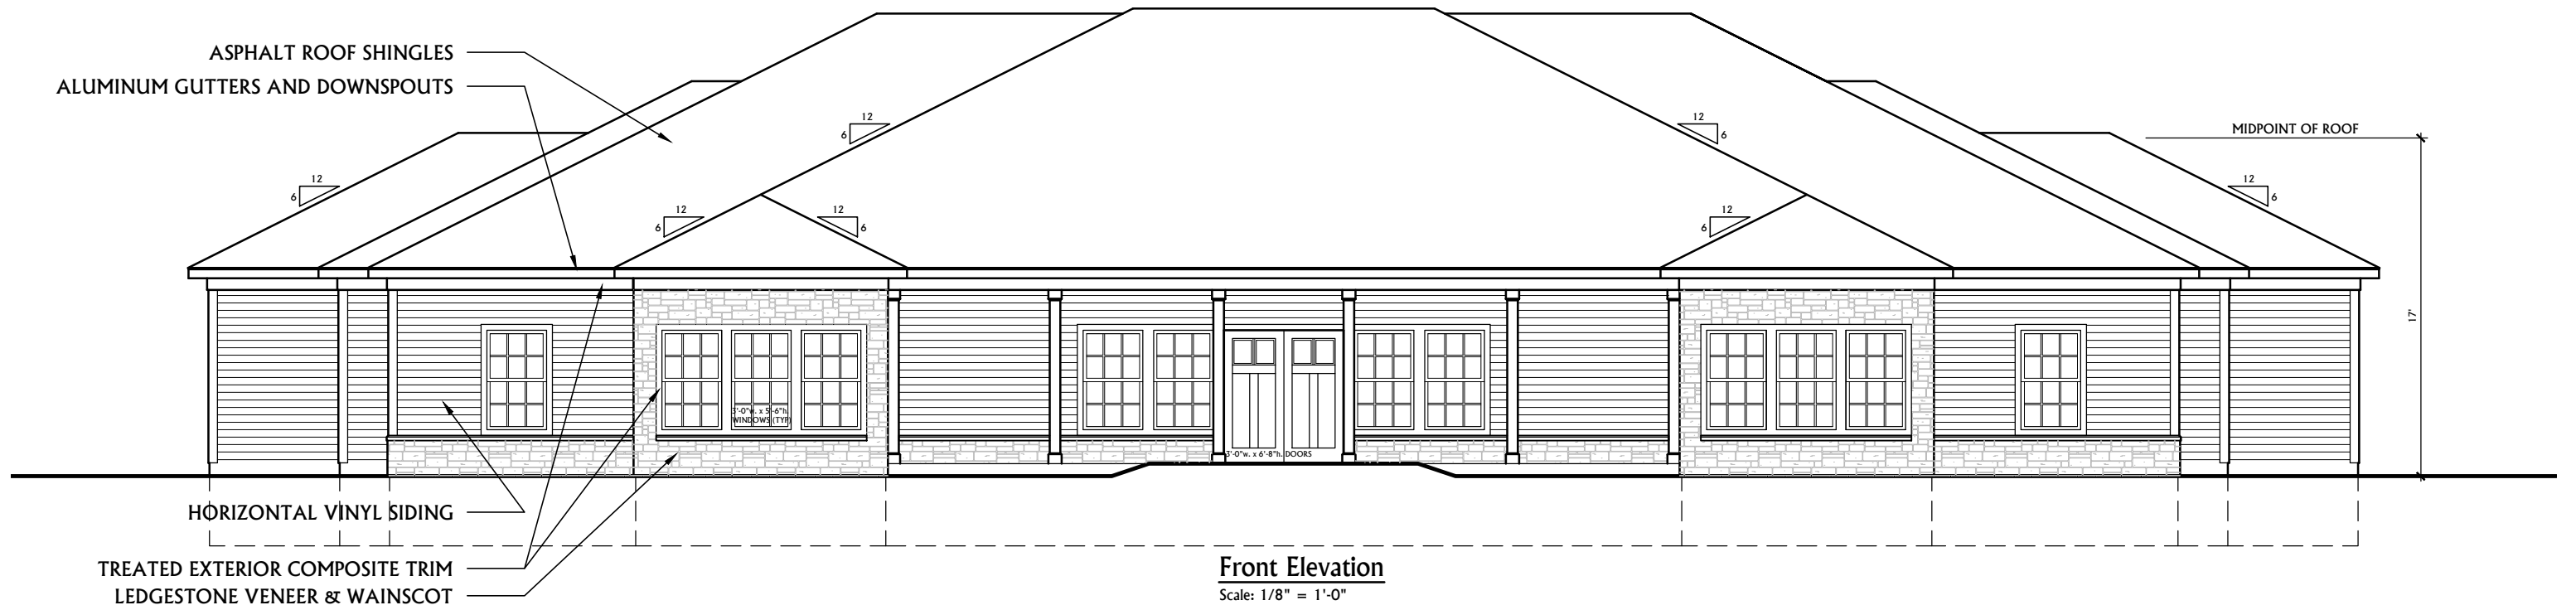 ASPHALT ROOF SHINGLES
ALUMINUM GUTTERS AND DOWNSPOUTS
12
6
12
6
12
6
12
6
12
6
12
6
12
6
MIDPOINT OF ROOF
17'
3'-0"w. x 5'-6"h.
WINDOWS (TYP)
3'-0"w. x 6'-8"h. DOORS
HORIZONTAL VINYL SIDING
TREATED EXTERIOR COMPOSITE TRIM
LEDGESTONE VENEER & WAINSCOT
Front Elevation
Scale: 1/8" = 1'-0"